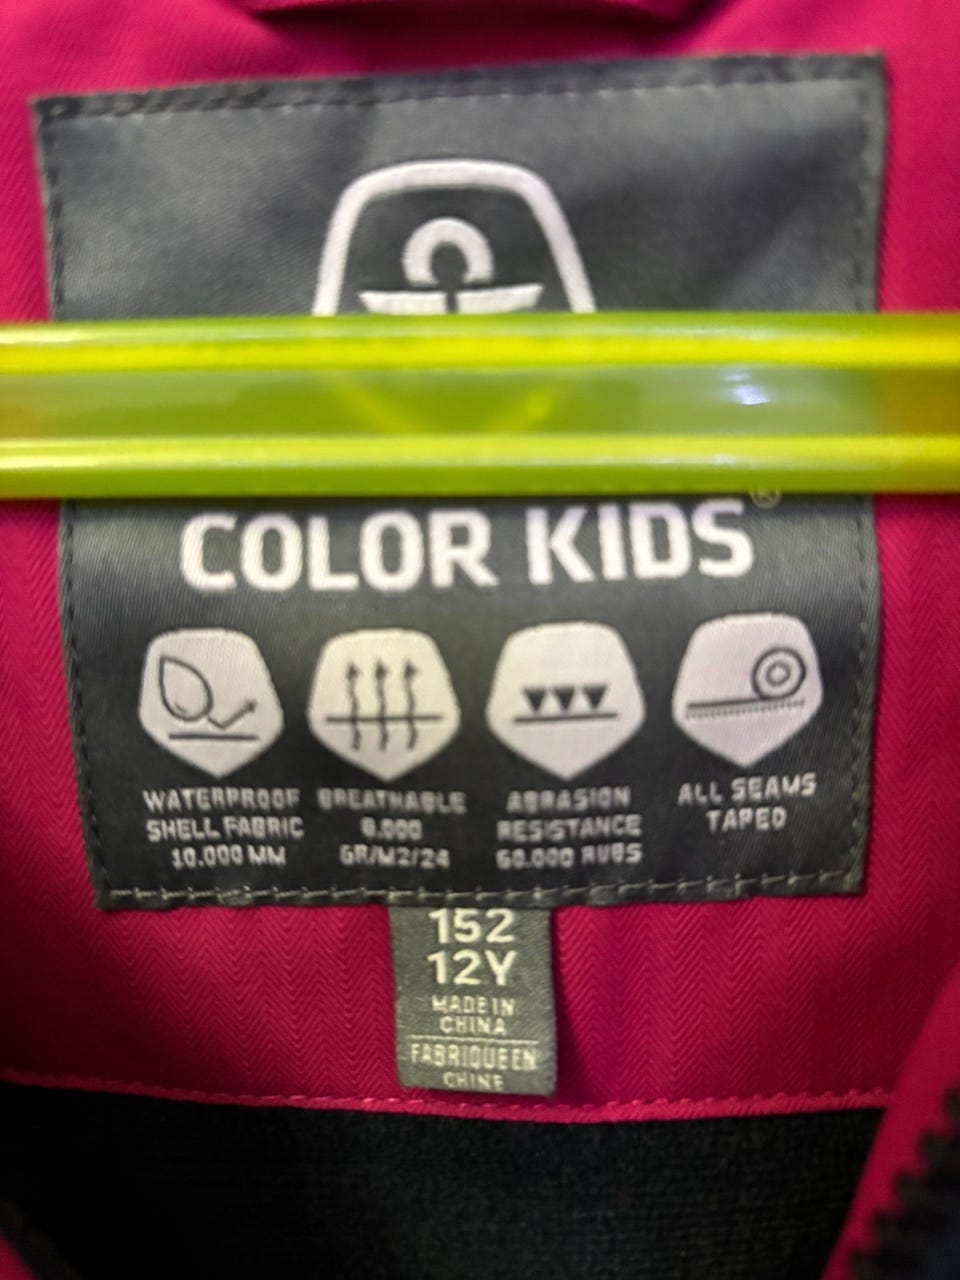 COLOR KIDS®
WATERPROOF
SHELL FABRIC
10.000 MM
BREATHABLE
8.000
GR/M2/24
ABRASION
RESISTANCE
60.000 RUBS
ALL SEAMS
TAPED
152
12Y
MADE IN
CHINA
FABRIQUE EN
CHINE